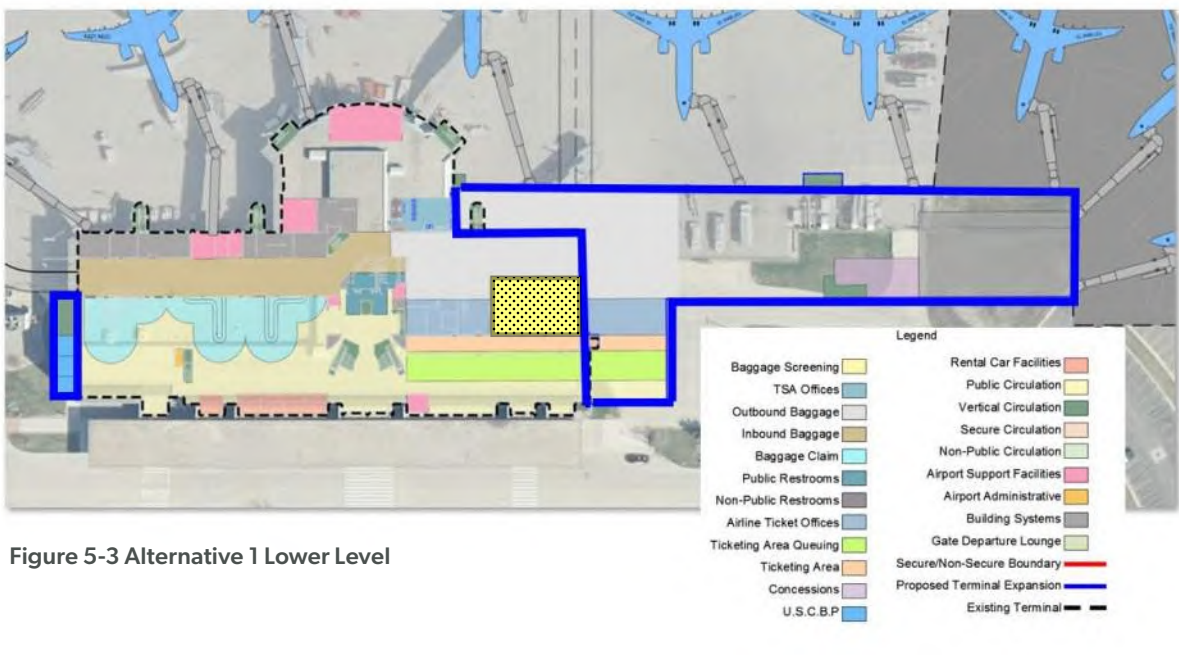 Legend
Baggage Screening
TSA Offices
Outbound Baggage
Inbound Baggage
Baggage Claim
Public Restrooms
Non-Public Restrooms
Airline Ticket Offices
Ticketing Area Queuing
Ticketing Area
Concessions
U.S.C.B.P
Rental Car Facilities
Public Circulation
Vertical Circulation
Secure Circulation
Non-Public Circulation
Airport Support Facilities
Airport Administrative
Building Systems
Gate Departure Lounge
Secure/Non-Secure Boundary
Proposed Terminal Expansion
Existing Terminal
Figure 5-3 Alternative 1 Lower Level